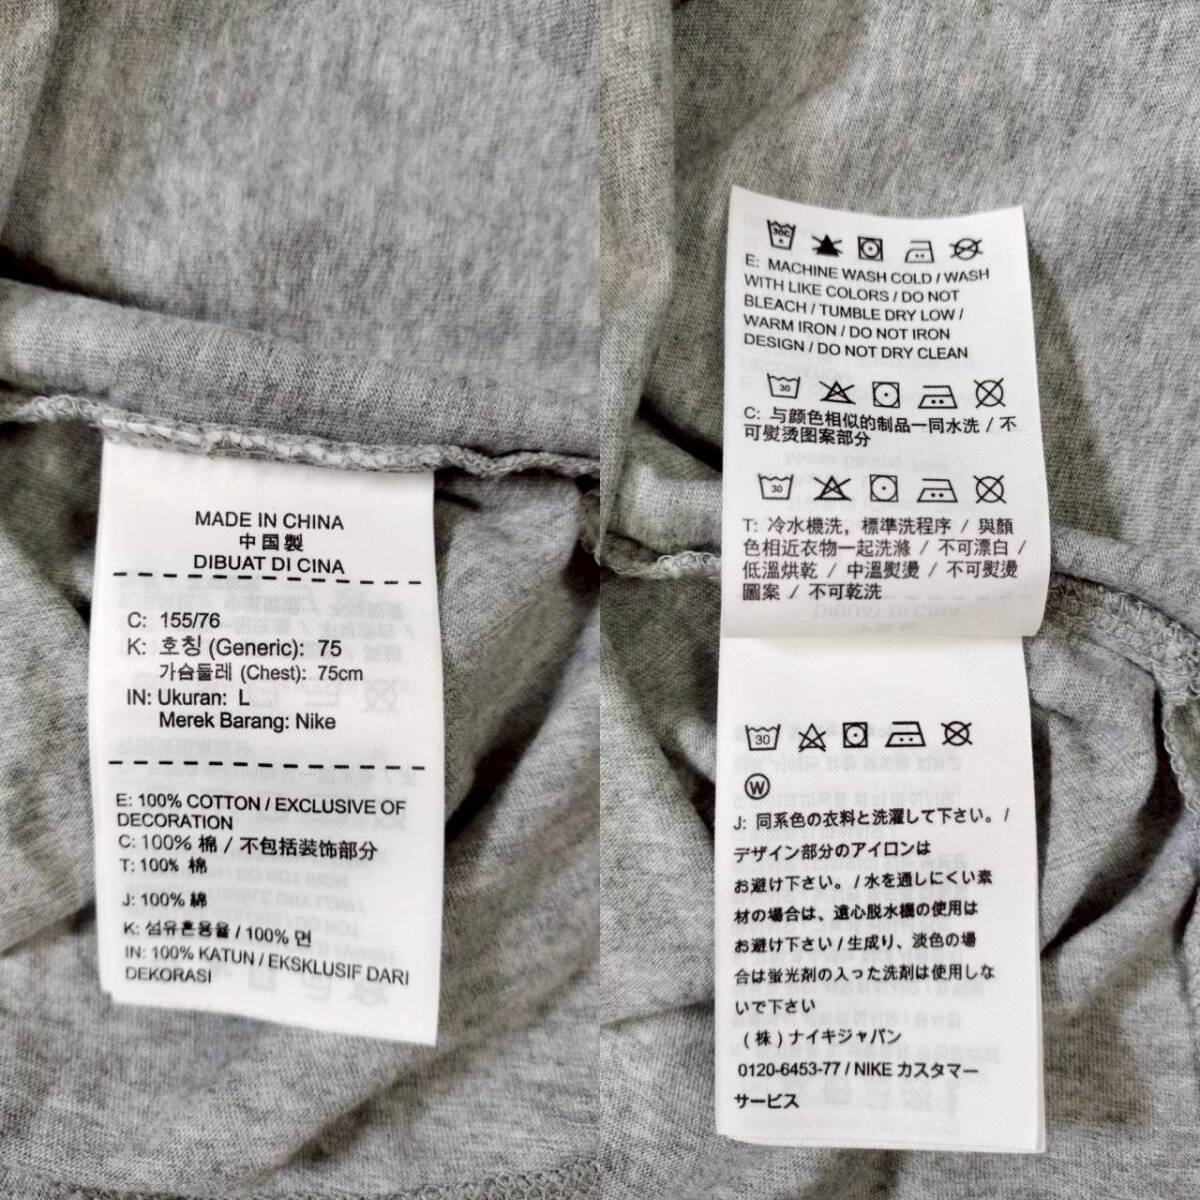 MADE IN CHINA
中国製
DIBUAT DI CINA
C: 155/76
K: 호칭 (Generic): 75
가슴둘레 (Chest): 75cm
IN: Ukuran: L
Merek Barang: Nike
E: 100% COTTON / EXCLUSIVE OF
DECORATION
C: 100% 棉 / 不包括装饰部分
T: 100% 棉
J: 100% 綿
K: 섬유혼용율 / 100% 면
IN: 100% KATUN / EKSKLUSIF DARI
DEKORASI
30C
E: MACHINE WASH COLD / WASH
WITH LIKE COLORS / DO NOT
BLEACH / TUMBLE DRY LOW /
WARM IRON / DO NOT IRON
DESIGN / DO NOT DRY CLEAN
30
C: 与颜色相似的制品一同水洗 / 不
可熨烫图案部分
30
T: 冷水機洗, 標準洗程序 / 與顏
色相近衣物一起洗滌 / 不可漂白 /
低溫烘乾 / 中溫熨燙 / 不可熨燙
圖案 / 不可乾洗
30
W
J: 同系色の衣料と洗濯して下さい。/
デザイン部分のアイロンは
お避け下さい。/ 水を通しにくい素
材の場合は、遠心脱水機の使用は
お避け下さい / 生成り、淡色の場
合は蛍光剤の入った洗剤は使用しな
いで下さい
(株)ナイキジャパン
0120-6453-77 / NIKE カスタマー
サービス